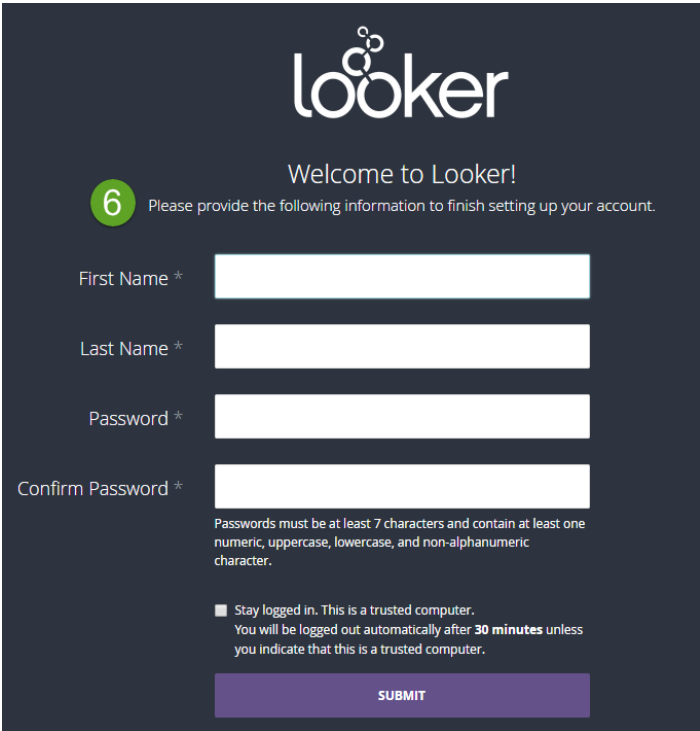 looker
Welcome to Looker!
6
Please provide the following information to finish setting up your account.
First Name *
Last Name *
Password *
Confirm Password *
Passwords must be at least 7 characters and contain at least one
numeric, uppercase, lowercase, and non-alphanumeric
character.
Stay logged in. This is a trusted computer.
You will be logged out automatically after 30 minutes unless
you indicate that this is a trusted computer.
SUBMIT